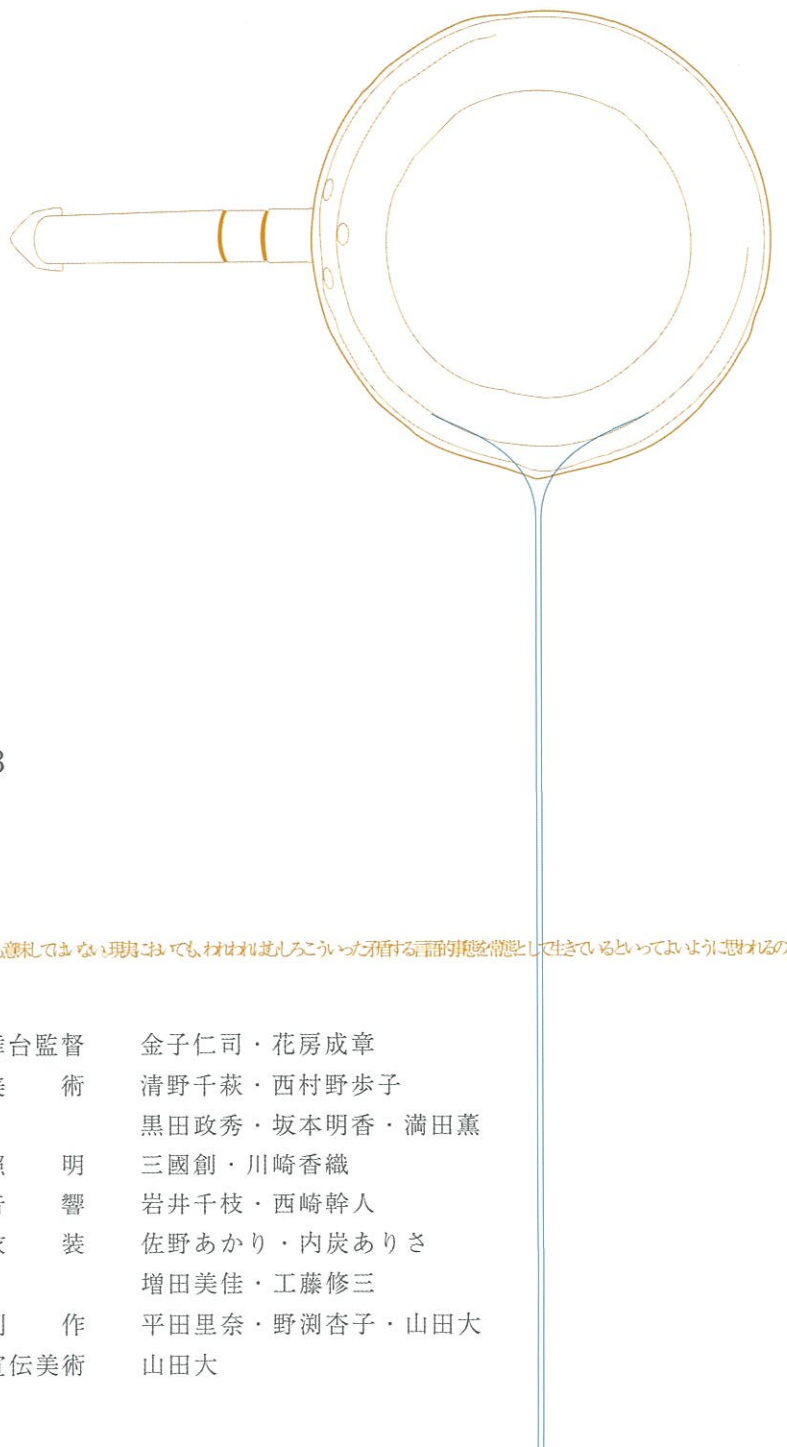 3
意味してはいない。現実においても、われわれはむしろこういった矛盾する言語的事態を常態として生きているといってよいように思われるの
舞台監督　金子仁司・花房成章
美　術　清野千萩・西村野歩子
黒田政秀・坂本明香・満田薫
照　明　三國創・川崎香織
音　響　岩井千枝・西崎幹人
衣　装　佐野あかり・内炭ありさ
増田美佳・工藤修三
制　作　平田里奈・野渕杏子・山田大
宣伝美術　山田大